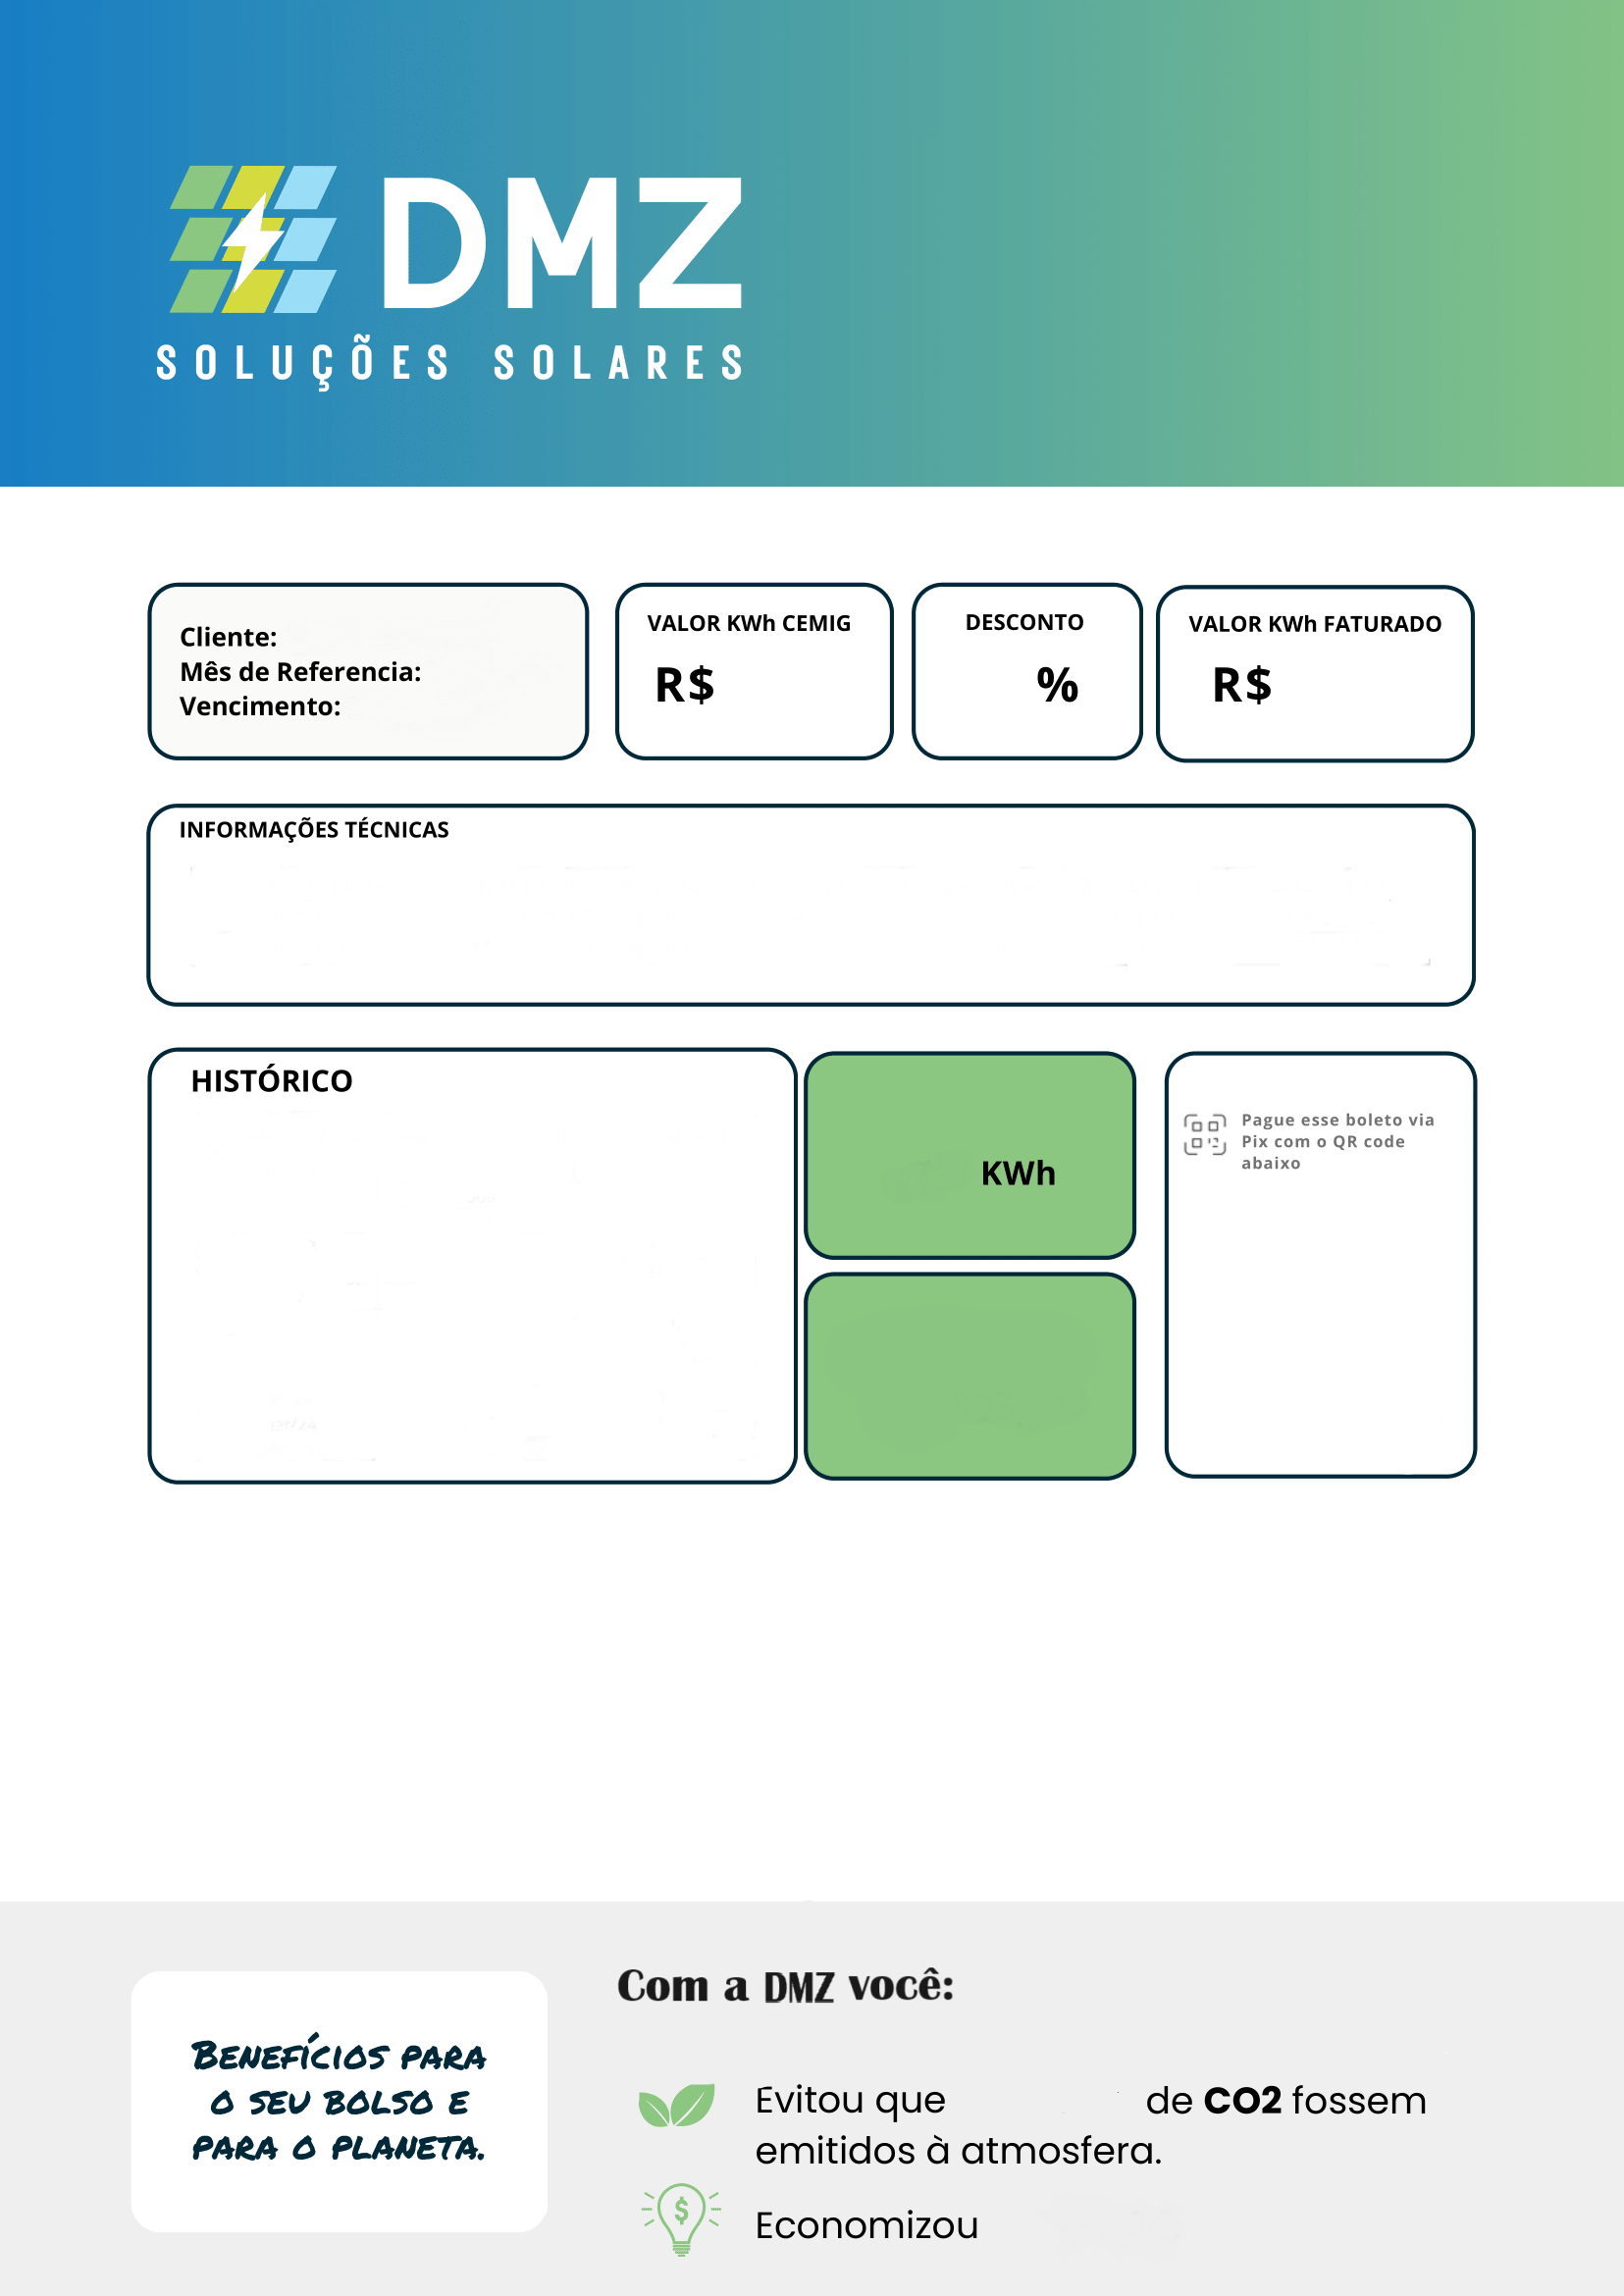 DMZ
SOLUÇÕES SOLARES
Cliente:
Mês de Referencia:
Vencimento:
VALOR KWh CEMIG
R$
DESCONTO
%
VALOR KWh FATURADO
R$
INFORMAÇÕES TÉCNICAS
HISTÓRICO
KWh
Pague esse boleto via
Pix com o QR code
abaixo
BENEFÍCIOS PARA
O SEU BOLSO E
PARA O PLANETA.
Com a DMZ você:
Evitou que de CO2 fossem
emitidos à atmosfera.
$
Economizou